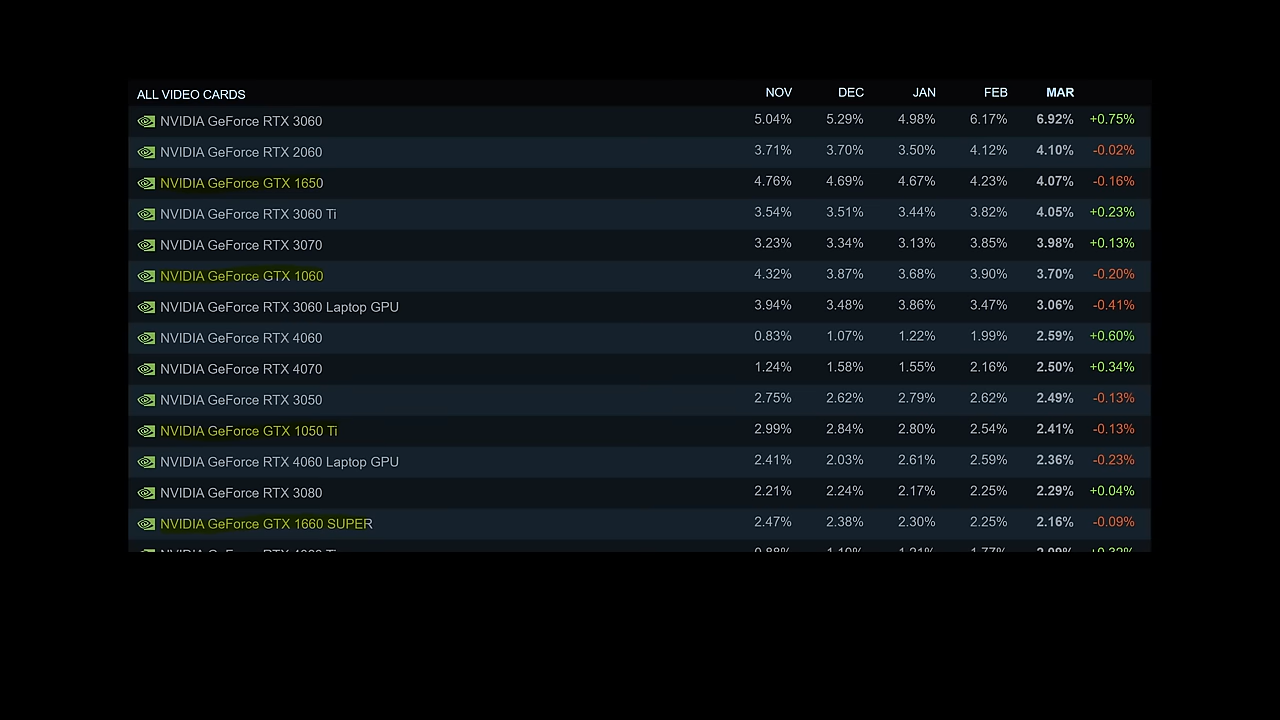 ALL VIDEO CARDS NOV DEC JAN FEB MAR
NVIDIA GeForce RTX 3060 5.04% 5.29% 4.98% 6.17% 6.92% +0.75%
NVIDIA GeForce RTX 2060 3.71% 3.70% 3.50% 4.12% 4.10% -0.02%
NVIDIA GeForce GTX 1650 4.76% 4.69% 4.67% 4.23% 4.07% -0.16%
NVIDIA GeForce RTX 3060 Ti 3.54% 3.51% 3.44% 3.82% 4.05% +0.23%
NVIDIA GeForce RTX 3070 3.23% 3.34% 3.13% 3.85% 3.98% +0.13%
NVIDIA GeForce GTX 1060 4.32% 3.87% 3.68% 3.90% 3.70% -0.20%
NVIDIA GeForce RTX 3060 Laptop GPU 3.94% 3.48% 3.86% 3.47% 3.06% -0.41%
NVIDIA GeForce RTX 4060 0.83% 1.07% 1.22% 1.99% 2.59% +0.60%
NVIDIA GeForce RTX 4070 1.24% 1.58% 1.55% 2.16% 2.50% +0.34%
NVIDIA GeForce RTX 3050 2.75% 2.62% 2.79% 2.62% 2.49% -0.13%
NVIDIA GeForce GTX 1050 Ti 2.99% 2.84% 2.80% 2.54% 2.41% -0.13%
NVIDIA GeForce RTX 4060 Laptop GPU 2.41% 2.03% 2.61% 2.59% 2.36% -0.23%
NVIDIA GeForce RTX 3080 2.21% 2.24% 2.17% 2.25% 2.29% +0.04%
NVIDIA GeForce GTX 1660 SUPER 2.47% 2.38% 2.30% 2.25% 2.16% -0.09%
NVIDIA GeForce RTX